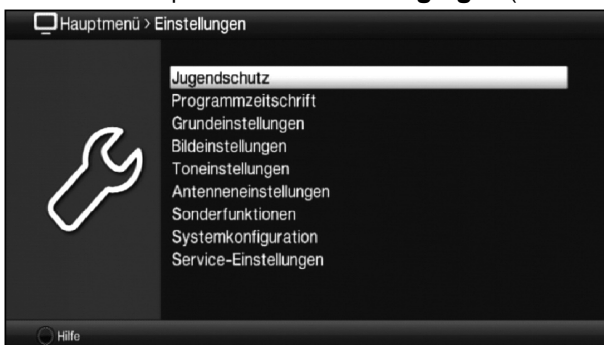 Hauptmenü > Einstellungen
Jugendschutz
Programmzeitschrift
Grundeinstellungen
Bildeinstellungen
Toneinstellungen
Antenneneinstellungen
Sonderfunktionen
Systemkonfiguration
Service-Einstellungen
Hilfe